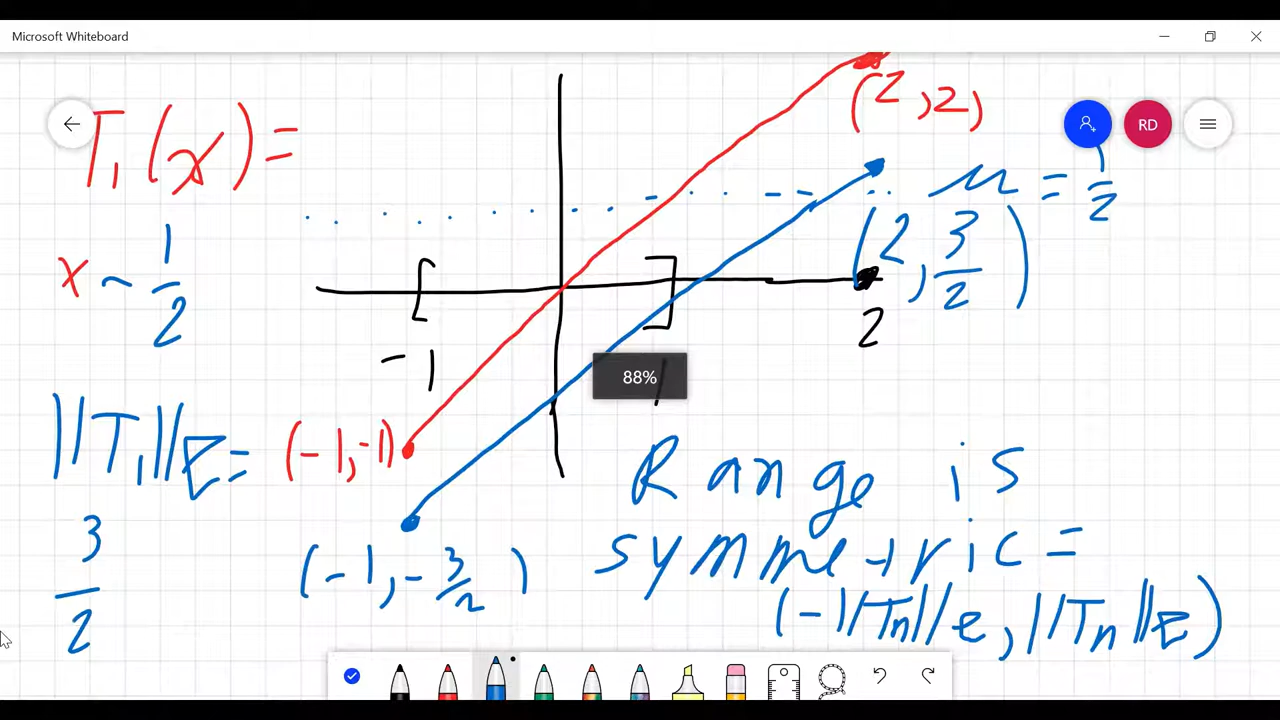 Microsoft Whiteboard
T₁(x) =
x - 1/2
(2,2)
RD
μ = 1/2
(2, 3/2)
[ ]
-1
2
88%
||T₁||E =
3/2
(-1,-1)
(-1, -3/2)
Range is
symmetric =
(-||Tn||E, ||Tn||E)